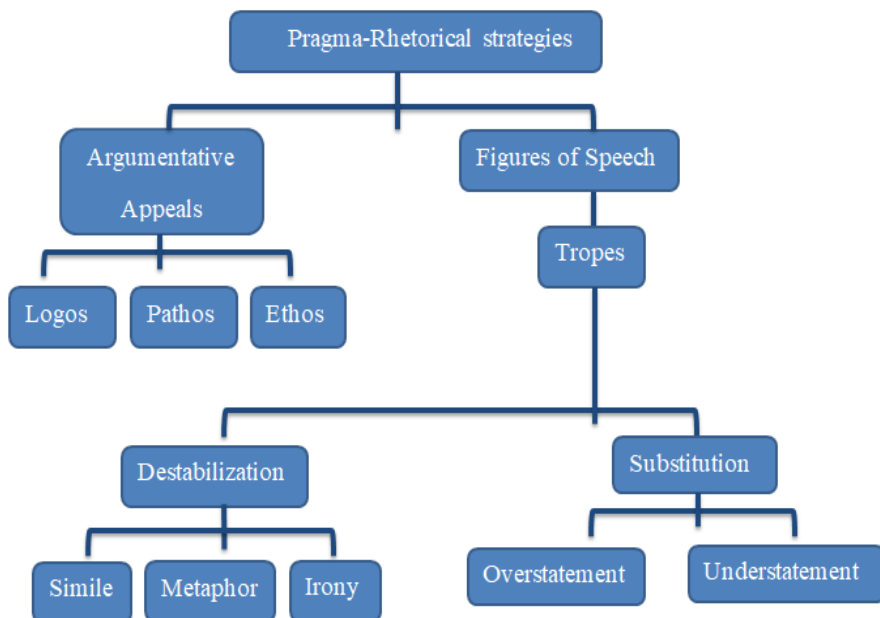 Pragma-Rhetorical strategies
Argumentative
Appeals
Figures of Speech
Tropes
Logos
Pathos
Ethos
Destabilization
Substitution
Simile
Metaphor
Irony
Overstatement
Understatement